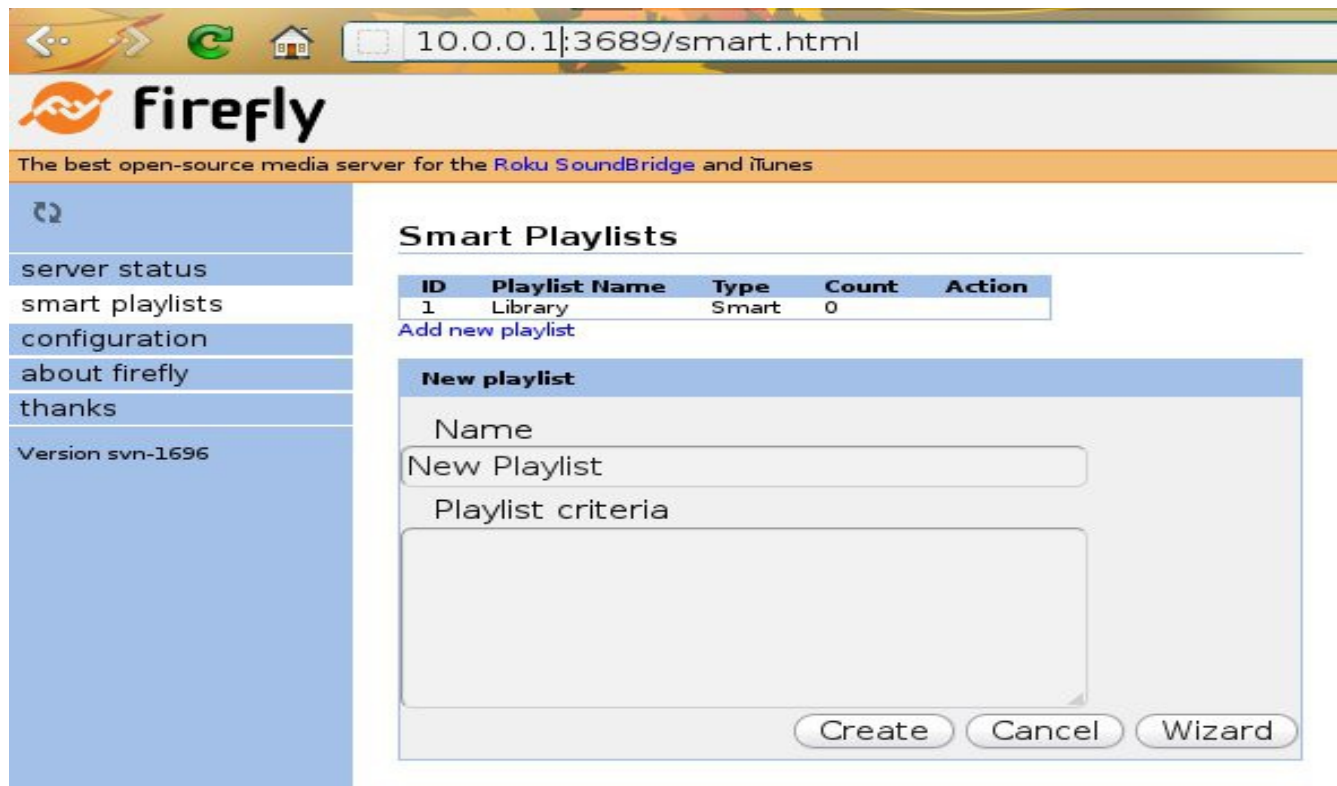 10.0.0.1:3689/smart.html
firefly
The best open-source media server for the Roku SoundBridge and iTunes
server status
smart playlists
configuration
about firefly
thanks
Version svn-1696
Smart Playlists
ID Playlist Name Type Count Action
1 Library Smart 0
Add new playlist
New playlist
Name
New Playlist
Playlist criteria
Create Cancel Wizard